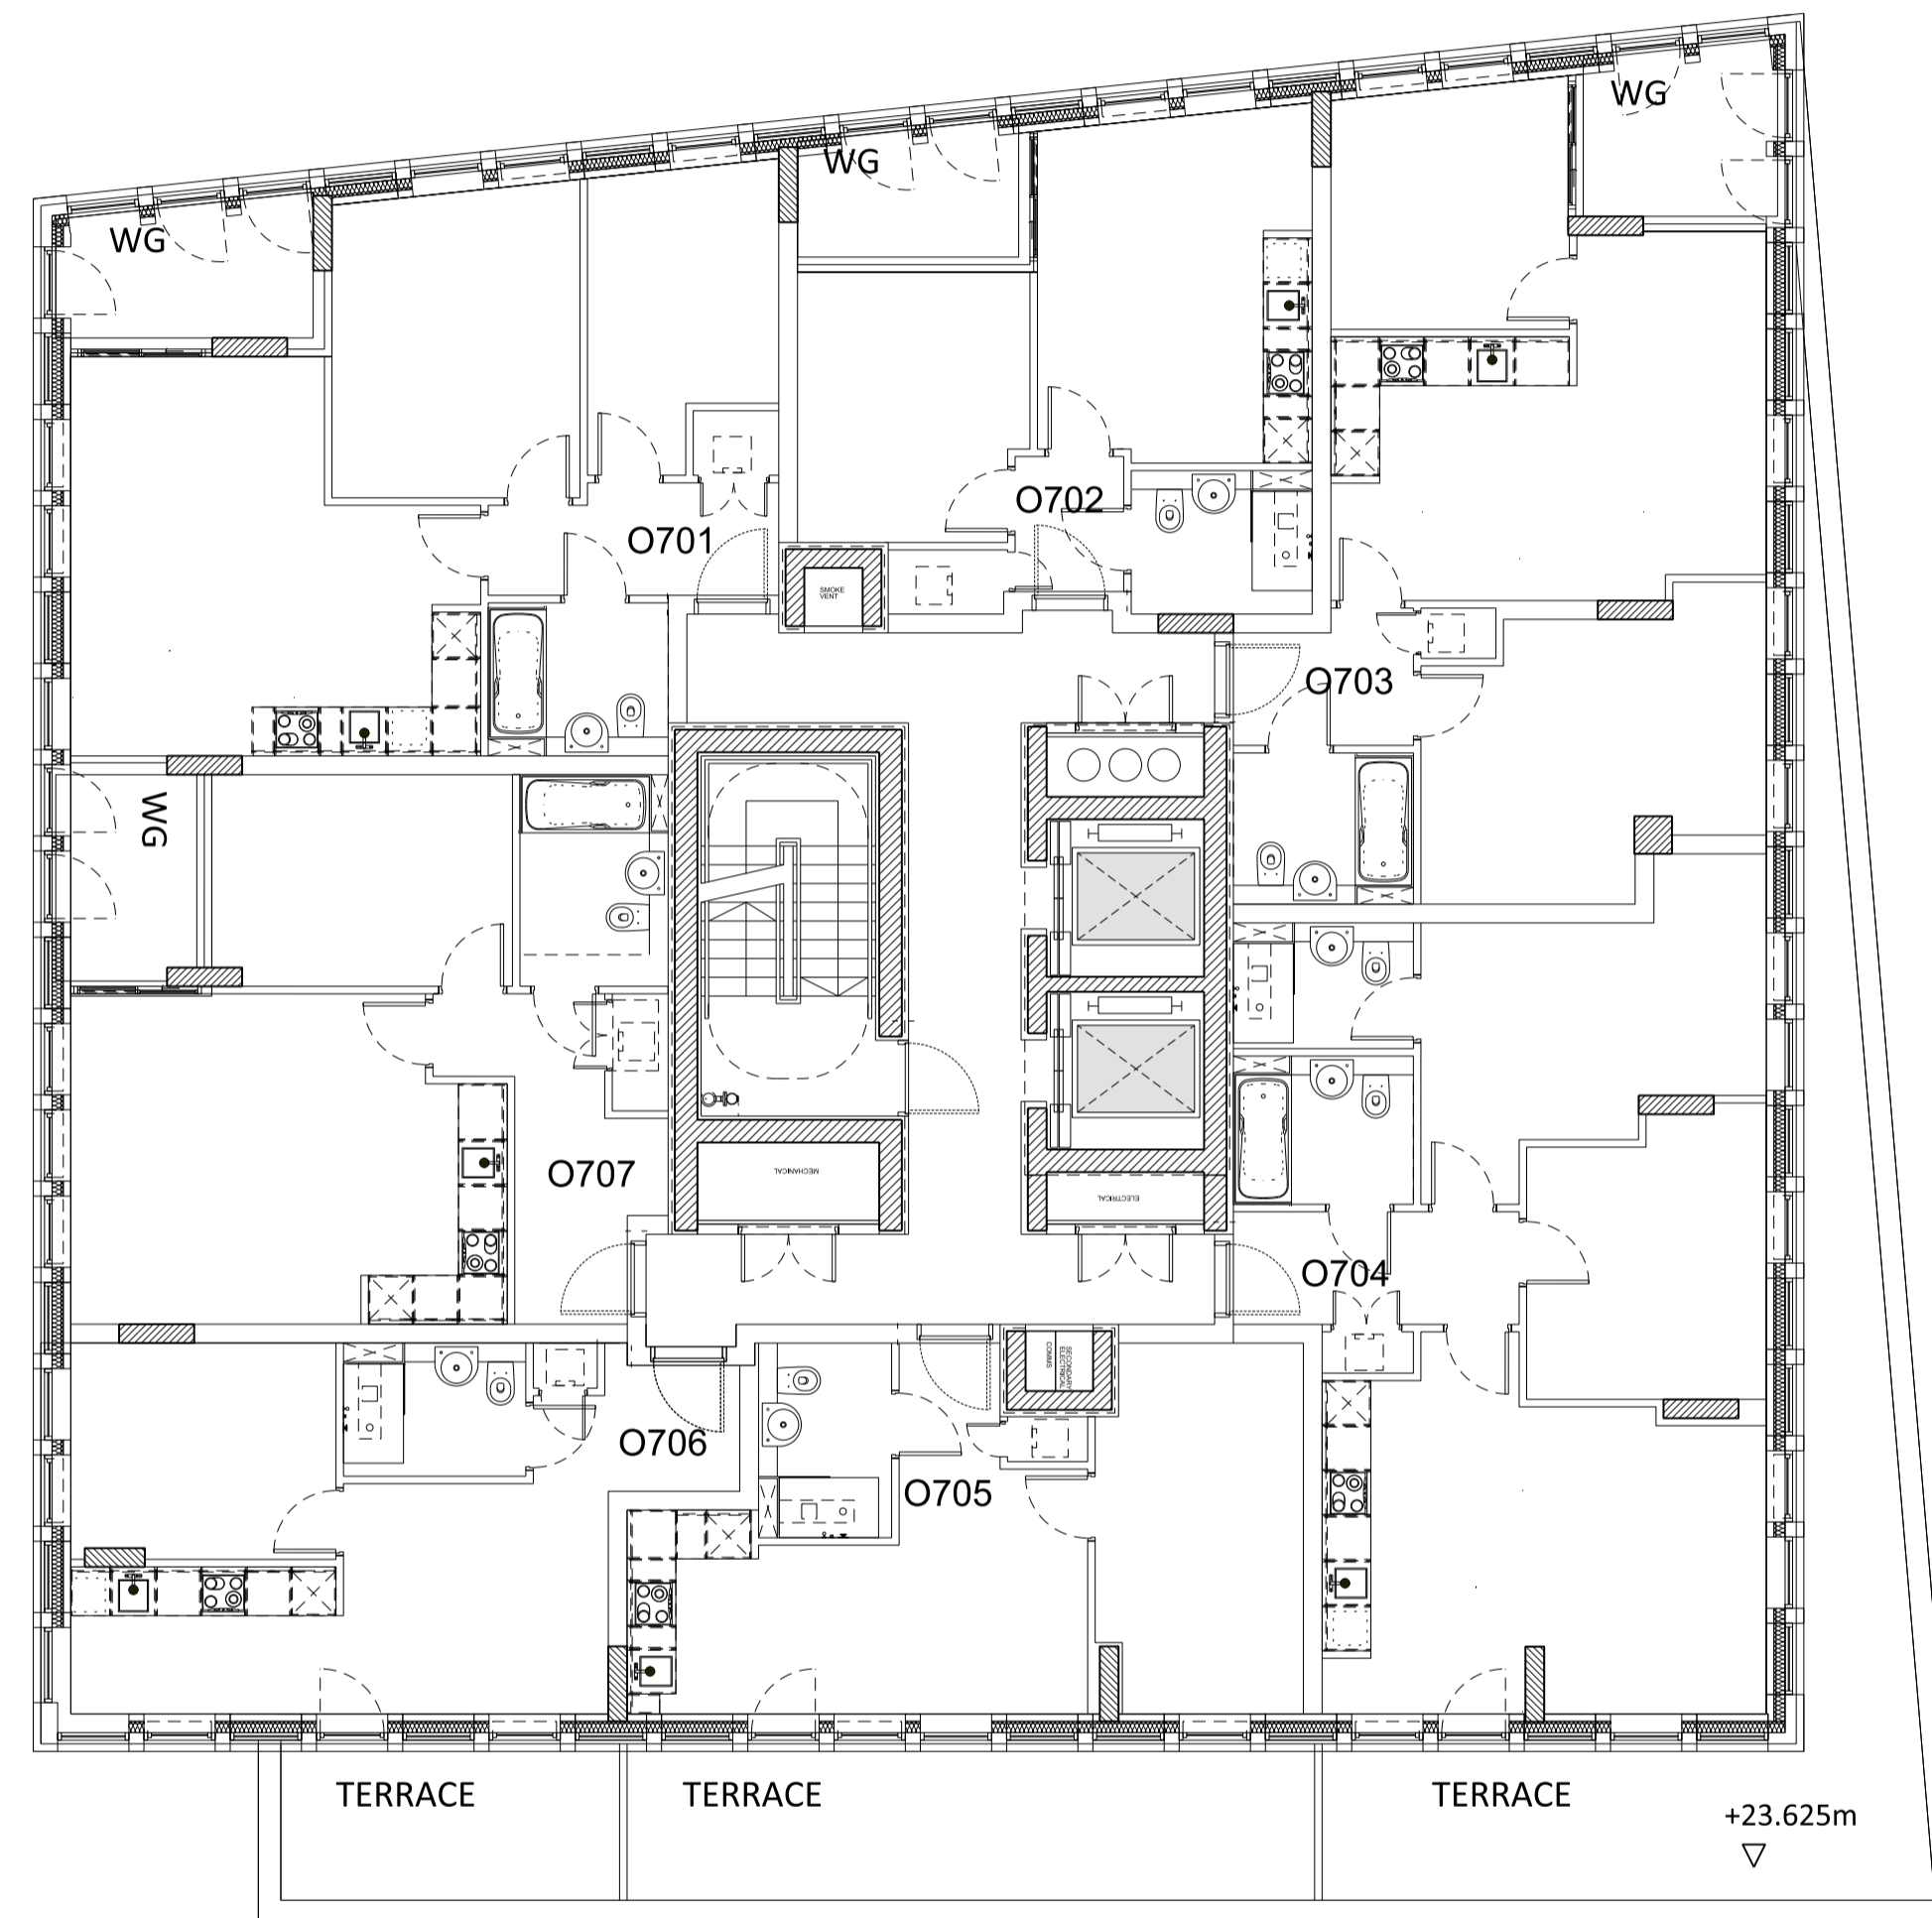 WG
WG
WG
O702
O701
SMOKE
VENT
O703
WG
MECHANICAL
O707
ELECTRICAL
O704
COMMS
SECONDARY
ELECTRICAL
O706
O705
TERRACE
TERRACE
TERRACE
+23.625m